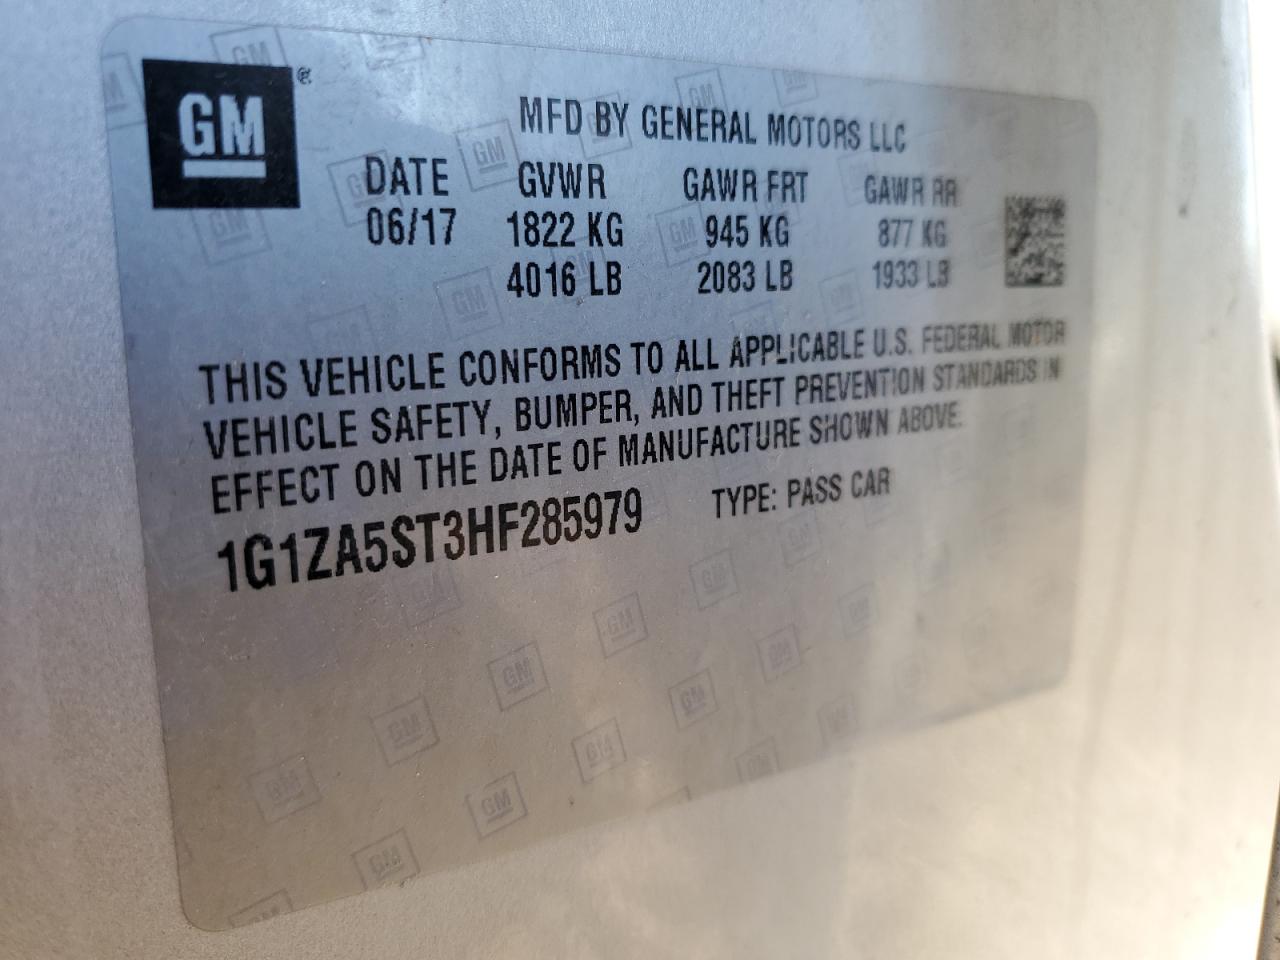 GM®
MFD BY GENERAL MOTORS LLC
DATE GVWR GAWR FRT GAWR RR
06/17 1822 KG 945 KG 877 KG
4016 LB 2083 LB 1933 LB
THIS VEHICLE CONFORMS TO ALL APPLICABLE U.S. FEDERAL MOTOR
VEHICLE SAFETY, BUMPER, AND THEFT PREVENTION STANDARDS IN
EFFECT ON THE DATE OF MANUFACTURE SHOWN ABOVE.
1G1ZA5ST3HF285979 TYPE: PASS CAR